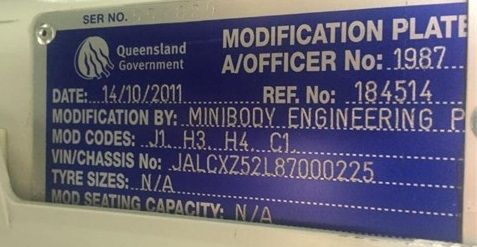 SER NO.
Queensland Government
MODIFICATION PLATE
A/OFFICER No: 1987
DATE: 14/10/2011 REF. No: 184514
MODIFICATION BY: MINIBODY ENGINEERING P
MOD CODES: J1 H3 H4 C1
VIN/CHASSIS No: JALCXZ52L87000225
TYRE SIZES: N/A
MOD SEATING CAPACITY: N/A